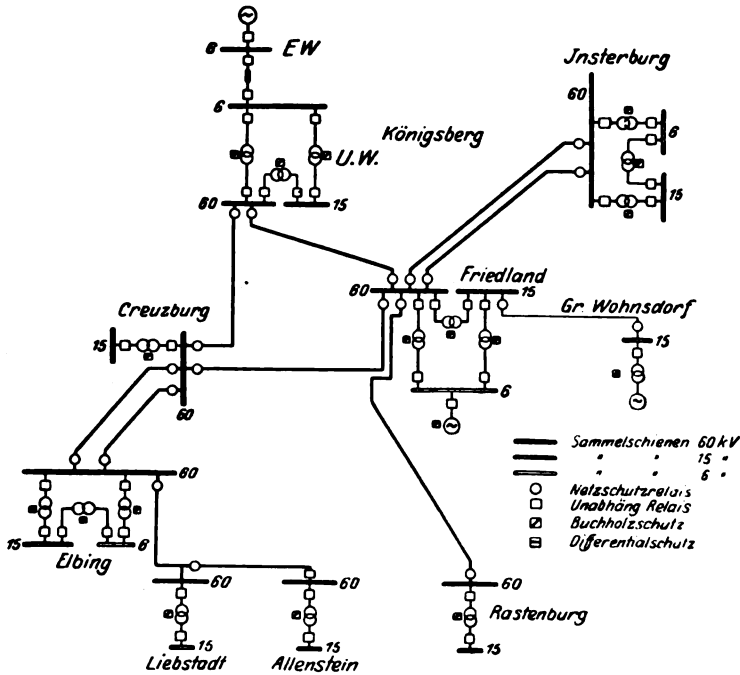 6 EW
Jnsterburg
60
6
Königsberg
6
U.W.
15
60 15
Friedland
60 15
Creuzburg
Gr. Wohnsdorf
15
15
60
6
Sammelschienen 60 kV
" " 15 "
" " 6 "
Netzschutzrelais
Unabhäng Relais
Buchholzschutz
Differentialschutz
60
15 Elbing 6
60 60 60
Rastenburg
15 15 15
Liebstadt Allenstein